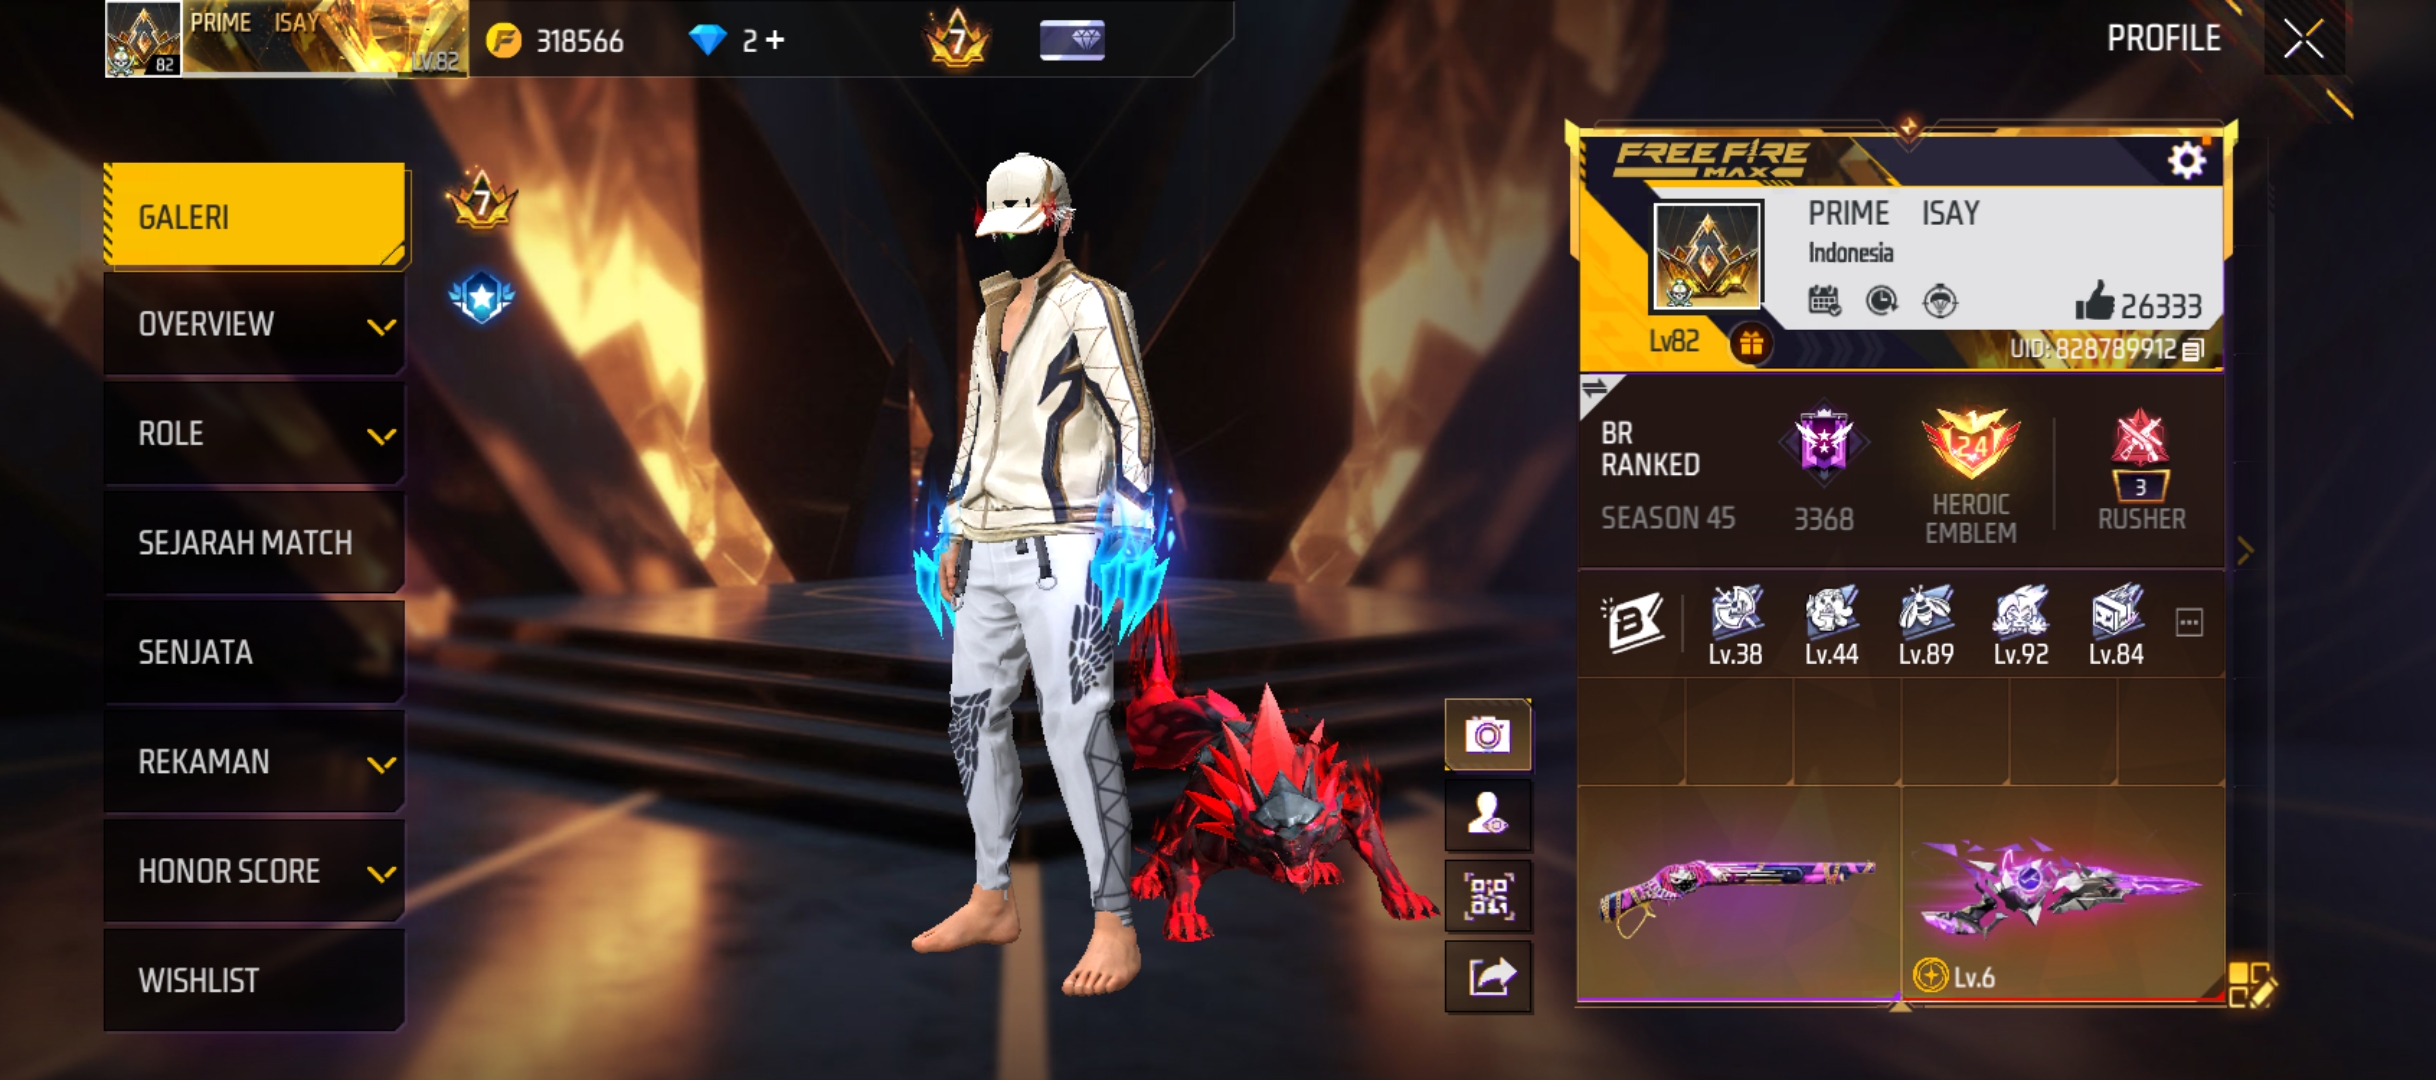 PRIME ISAY
82
LV.82
318566
2 +
7
PROFILE
GALERI
OVERVIEW
ROLE
SEJARAH MATCH
SENJATA
REKAMAN
HONOR SCORE
WISHLIST
7
FREE FIRE
MAX
PRIME ISAY
Indonesia
26333
Lv82
UID: 828789912
BR
RANKED
SEASON 45
3368
24
HEROIC
EMBLEM
3
RUSHER
B
Lv.38
Lv.44
Lv.89
Lv.92
Lv.84
Lv.6